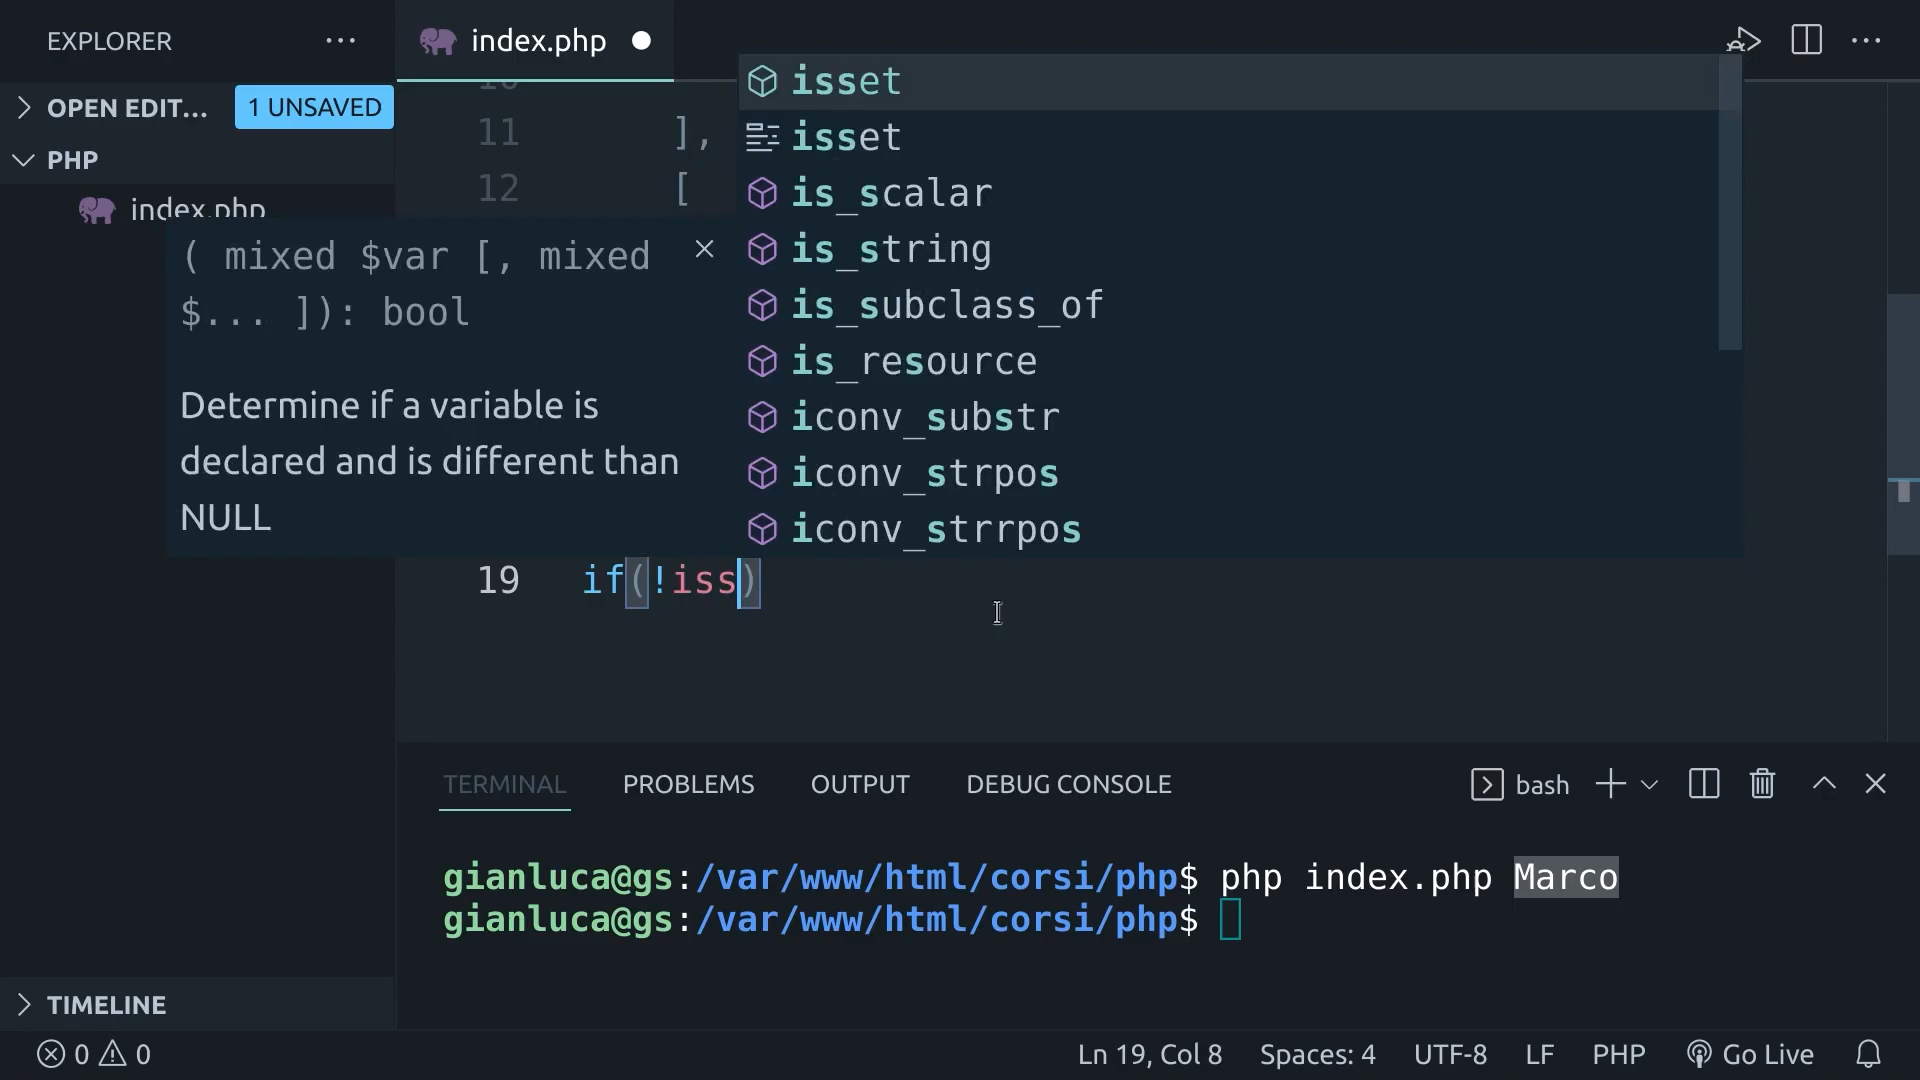 EXPLORER
index.php
OPEN EDIT... 1 UNSAVED
PHP
index.php
11 ],
12 [
( mixed $var [, mixed
$... ]): bool
Determine if a variable is
declared and is different than
NULL
isset
isset
is_scalar
is_string
is_subclass_of
is_resource
iconv_substr
iconv_strpos
iconv_strrpos
19 if(!iss)
TERMINAL PROBLEMS OUTPUT DEBUG CONSOLE bash
gianluca@gs:/var/www/html/corsi/php$ php index.php Marco
gianluca@gs:/var/www/html/corsi/php$
TIMELINE
0 0 Ln 19, Col 8 Spaces: 4 UTF-8 LF PHP Go Live